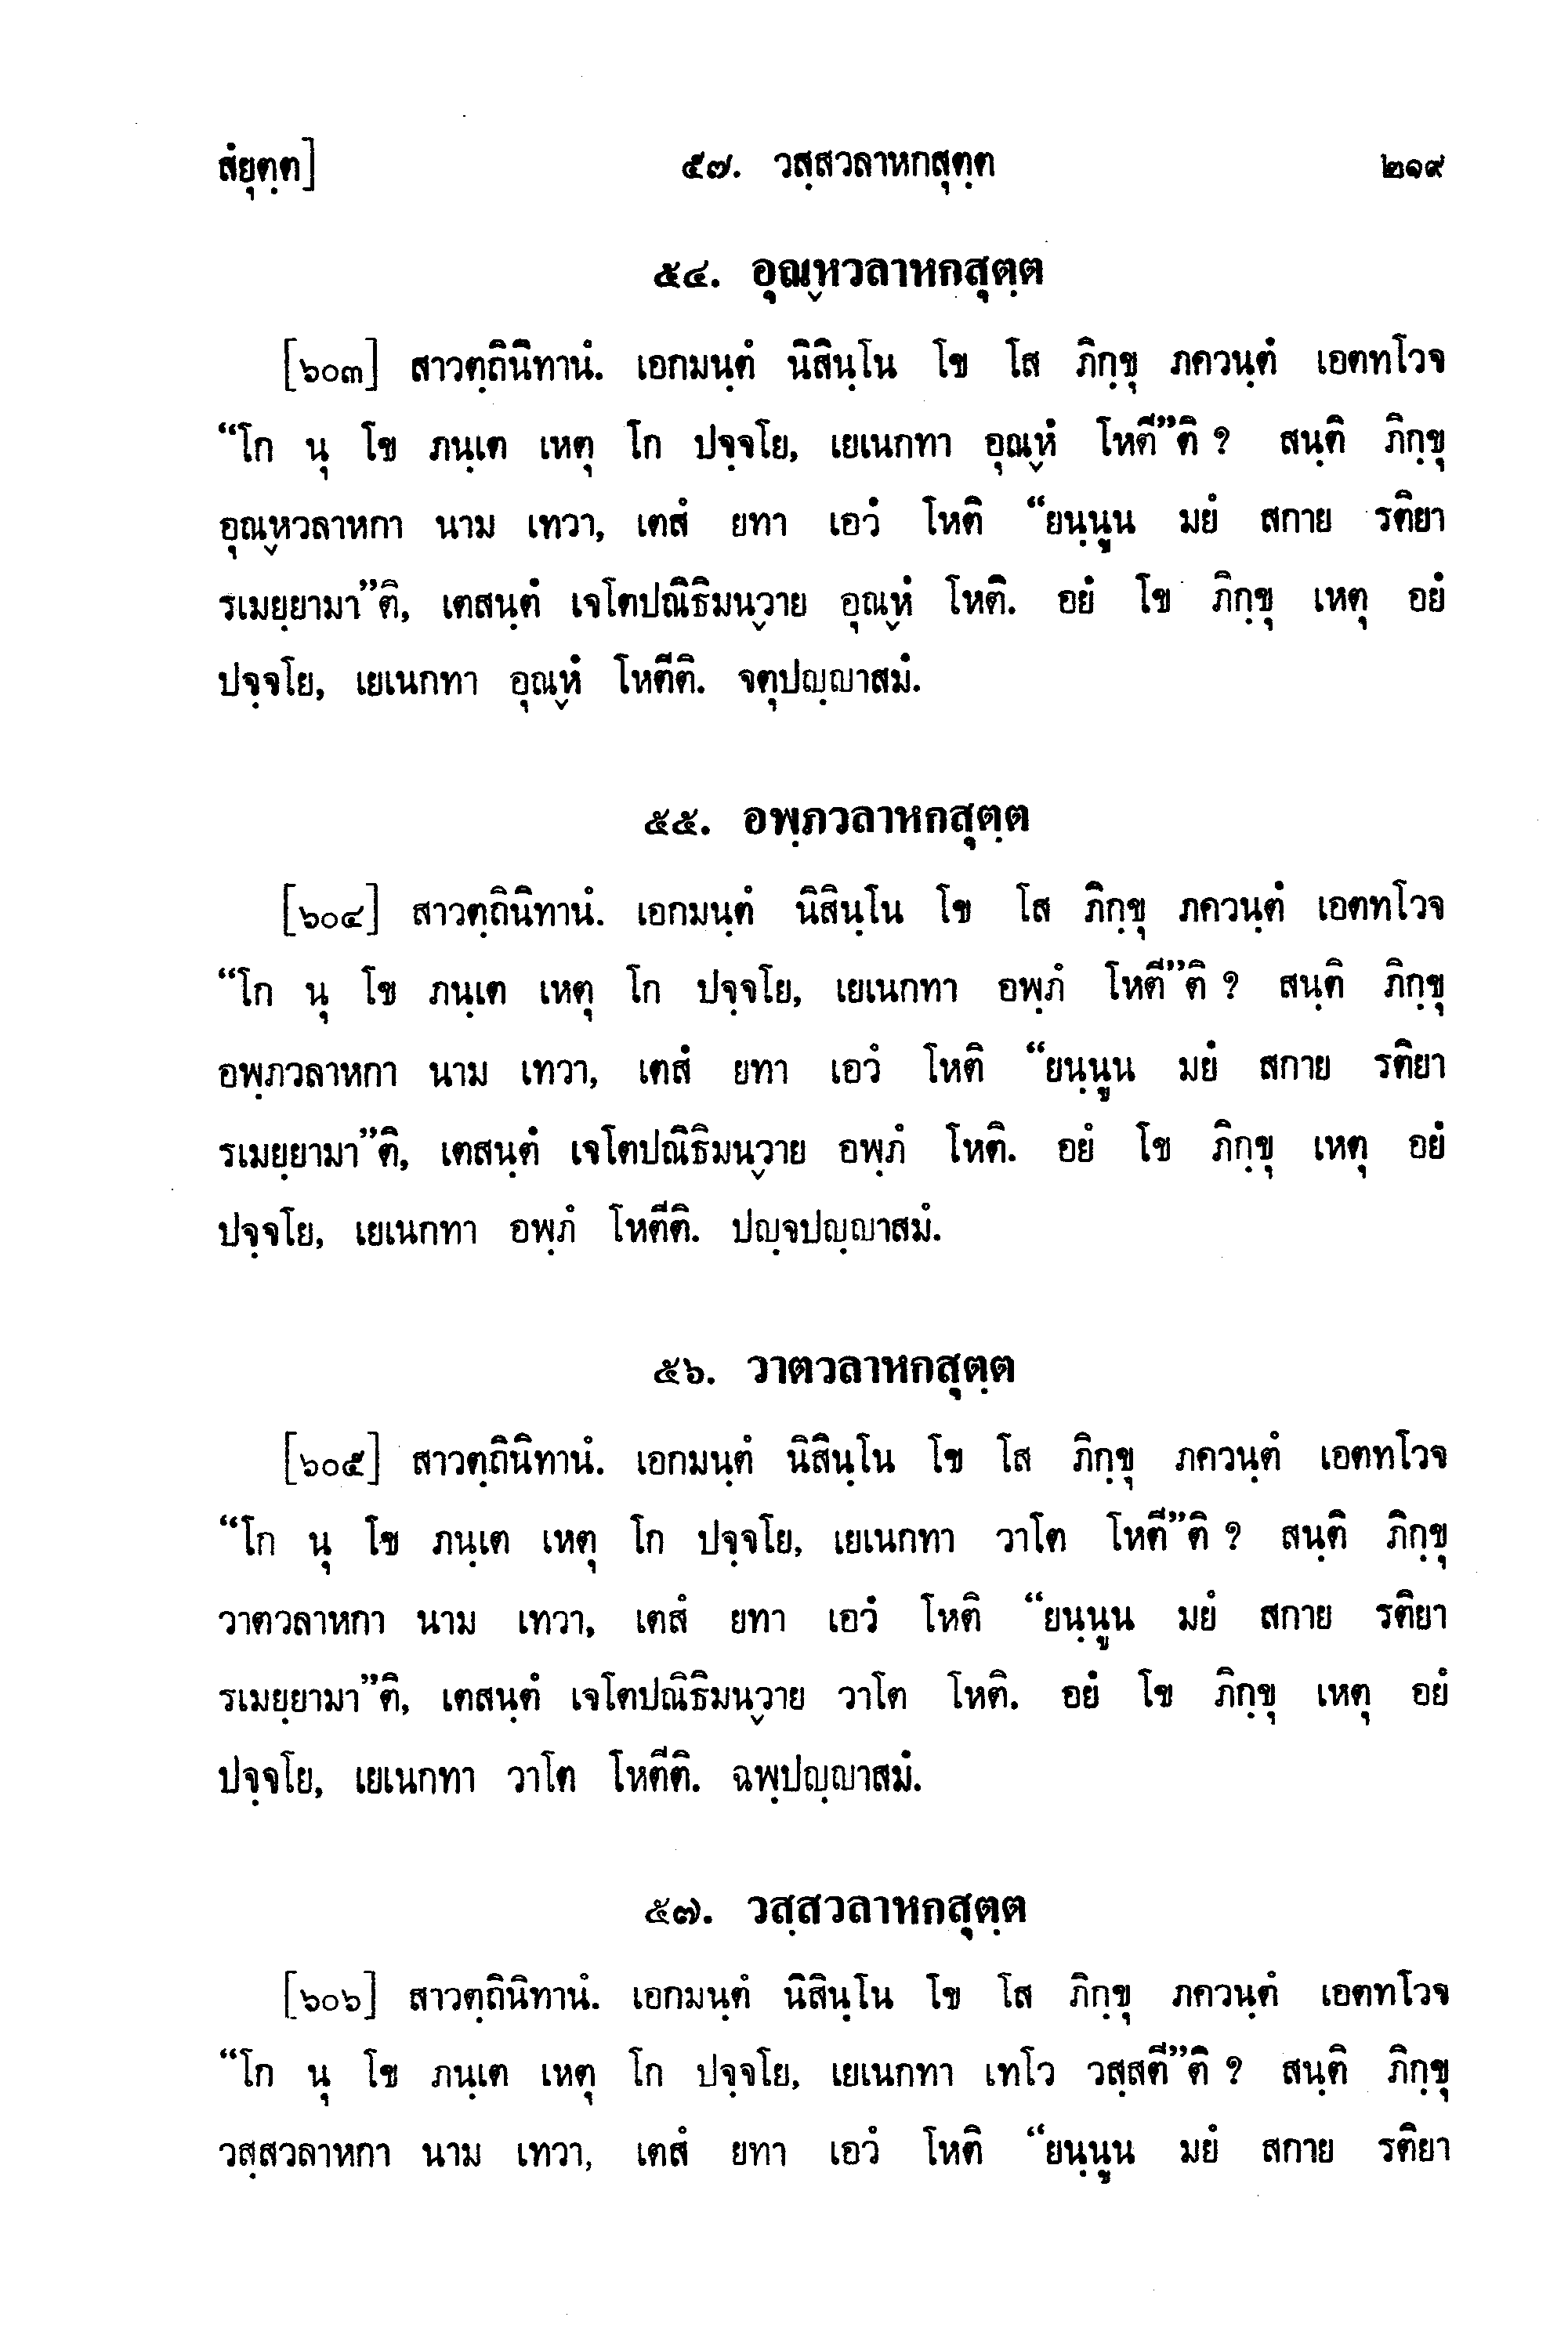 สํยุตฺต] ๕๗. วสฺสวลาหกสุตฺต ๒๑๙
๕๔. อุณฺหวลาหกสุตฺต
[๖๐๓] สาวตฺถินิทานํ. เอกมนฺตํ นิสินฺโน โข โส ภิกฺขุ ภควนฺตํ เอตทโวจ
“โก นุ โข ภนฺเต เหตุ โก ปจฺจโย, เยเนกทา อุณฺหํ โหตี”ติ ? สนฺติ ภิกฺขุ
อุณฺหวลาหกา นาม เทวา, เตสํ ยทา เอวํ โหติ “ยนฺนูน มยํ สกาย รติยา
รเมยฺยามา”ติ, เตสนฺตํ เจโตปณิธิมนฺวาย อุณฺหํ โหติ. อยํ โข ภิกฺขุ เหตุ อยํ
ปจฺจโย, เยเนกทา อุณฺหํ โหตีติ. จตุปญฺญาสมํ.
๕๕. อพฺภวลาหกสุตฺต
[๖๐๔] สาวตฺถินิทานํ. เอกมนฺตํ นิสินฺโน โข โส ภิกฺขุ ภควนฺตํ เอตทโวจ
“โก นุ โข ภนฺเต เหตุ โก ปจฺจโย, เยเนกทา อพฺภํ โหตี”ติ ? สนฺติ ภิกฺขุ
อพฺภวลาหกา นาม เทวา, เตสํ ยทา เอวํ โหติ “ยนฺนูน มยํ สกาย รติยา
รเมยฺยามา”ติ, เตสนฺตํ เจโตปณิธิมนฺวาย อพฺภํ โหติ. อยํ โข ภิกฺขุ เหตุ อยํ
ปจฺจโย, เยเนกทา อพฺภํ โหตีติ. ปญฺจปญฺญาสมํ.
๕๖. วาตวลาหกสุตฺต
[๖๐๕] สาวตฺถินิทานํ. เอกมนฺตํ นิสินฺโน โข โส ภิกฺขุ ภควนฺตํ เอตทโวจ
“โก นุ โข ภนฺเต เหตุ โก ปจฺจโย, เยเนกทา วาโต โหตี”ติ ? สนฺติ ภิกฺขุ
วาตวลาหกา นาม เทวา, เตสํ ยทา เอวํ โหติ “ยนฺนูน มยํ สกาย รติยา
รเมยฺยามา”ติ, เตสนฺตํ เจโตปณิธิมนฺวาย วาโต โหติ. อยํ โข ภิกฺขุ เหตุ อยํ
ปจฺจโย, เยเนกทา วาโต โหตีติ. ฉพฺปญฺญาสมํ.
๕๗. วสฺสวลาหกสุตฺต
[๖๐๖] สาวตฺถินิทานํ. เอกมนฺตํ นิสินฺโน โข โส ภิกฺขุ ภควนฺตํ เอตทโวจ
“โก นุ โข ภนฺเต เหตุ โก ปจฺจโย, เยเนกทา เทโว วสฺสตี”ติ ? สนฺติ ภิกฺขุ
วสฺสวลาหกา นาม เทวา, เตสํ ยทา เอวํ โหติ “ยนฺนูน มยํ สกาย รติยา